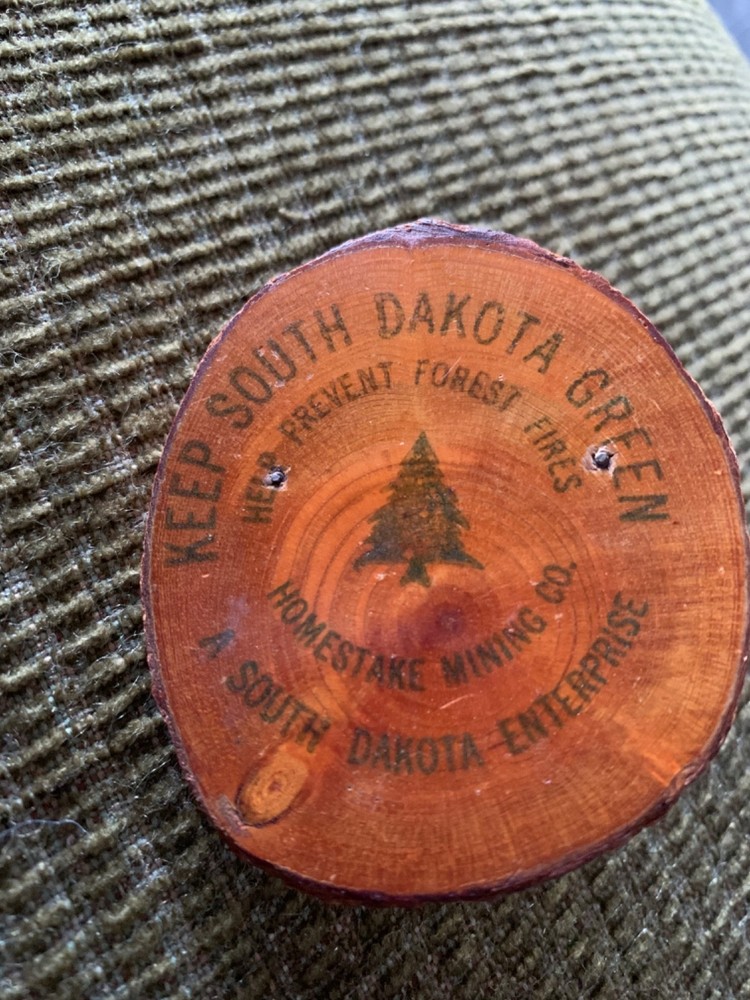 KEEP SOUTH DAKOTA GREEN
HELP PREVENT FOREST FIRES
HOMESTAKE MINING CO.
A SOUTH DAKOTA ENTERPRISE